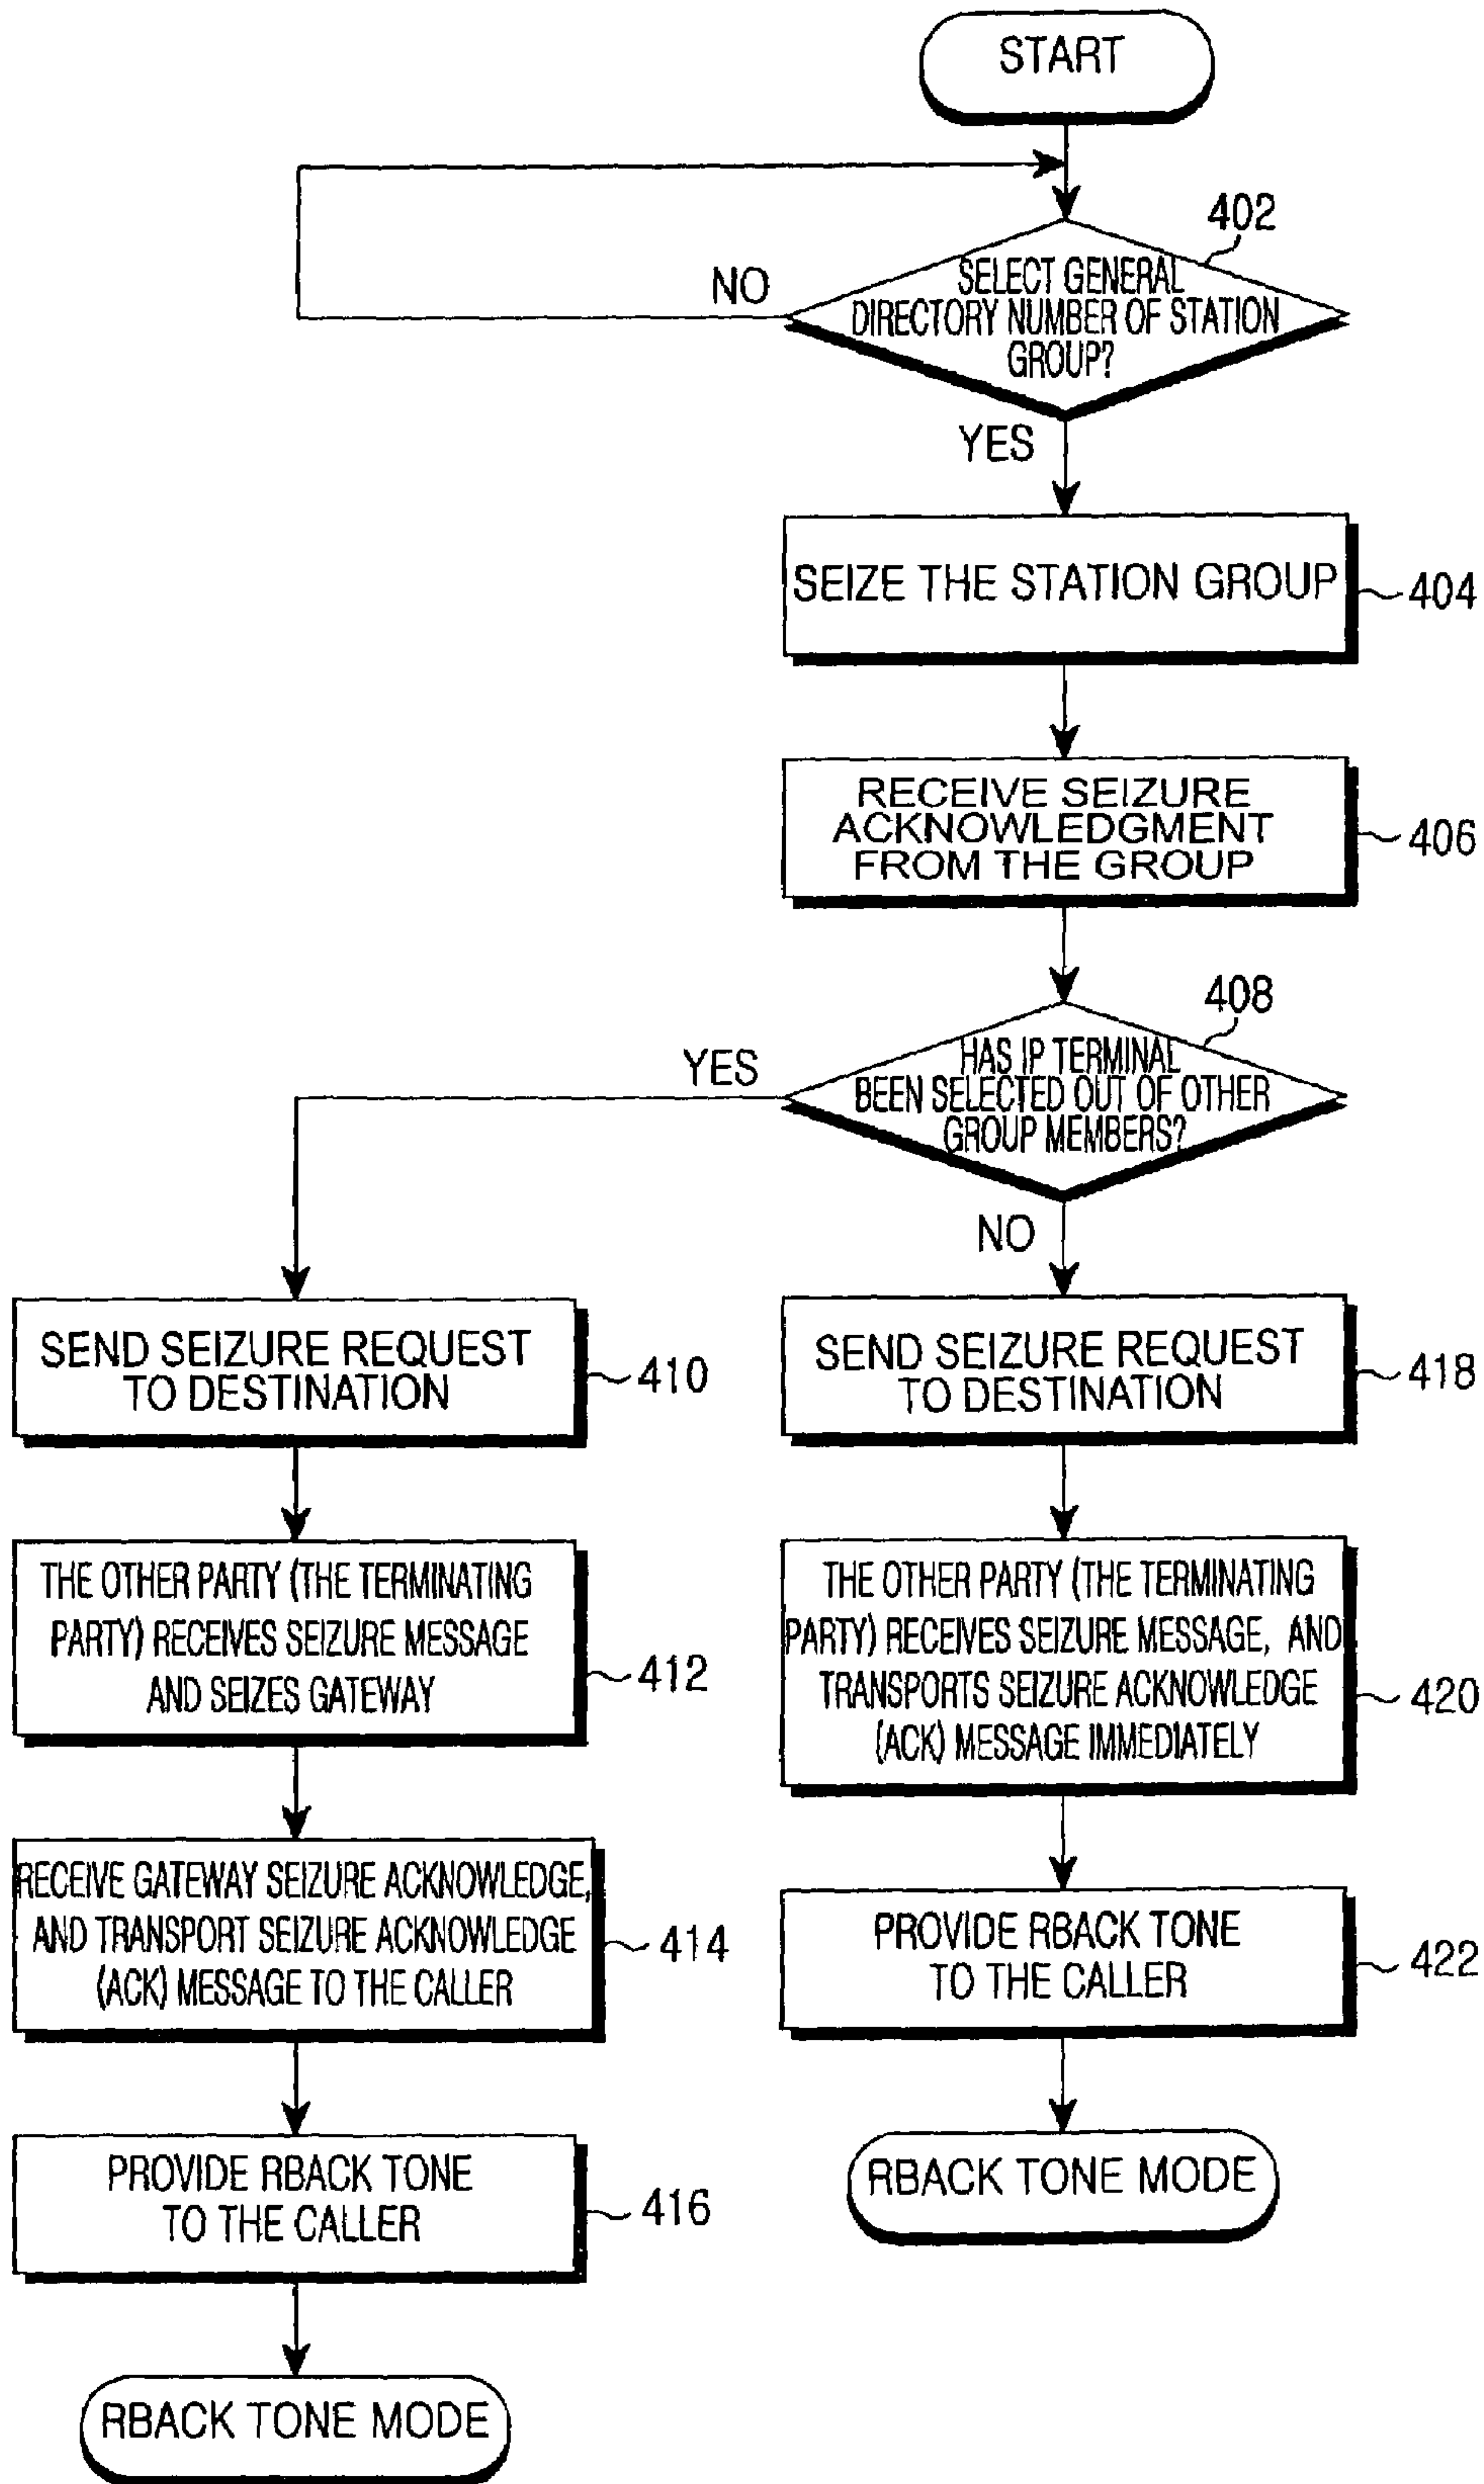 START
402
SELECT GENERAL
DIRECTORY NUMBER OF STATION
GROUP?
NO
YES
SEIZE THE STATION GROUP
404
RECEIVE SEIZURE
ACKNOWLEDGMENT
FROM THE GROUP
406
408
HAS IP TERMINAL
BEEN SELECTED OUT OF OTHER
GROUP MEMBERS?
YES
NO
SEND SEIZURE REQUEST
TO DESTINATION
410
THE OTHER PARTY (THE TERMINATING
PARTY) RECEIVES SEIZURE MESSAGE
AND SEIZES GATEWAY
412
RECEIVE GATEWAY SEIZURE ACKNOWLEDGE,
AND TRANSPORT SEIZURE ACKNOWLEDGE
(ACK) MESSAGE TO THE CALLER
414
PROVIDE RBACK TONE
TO THE CALLER
416
RBACK TONE MODE
SEND SEIZURE REQUEST
TO DESTINATION
418
THE OTHER PARTY (THE TERMINATING
PARTY) RECEIVES SEIZURE MESSAGE, AND
TRANSPORTS SEIZURE ACKNOWLEDGE
(ACK) MESSAGE IMMEDIATELY
420
PROVIDE RBACK TONE
TO THE CALLER
422
RBACK TONE MODE